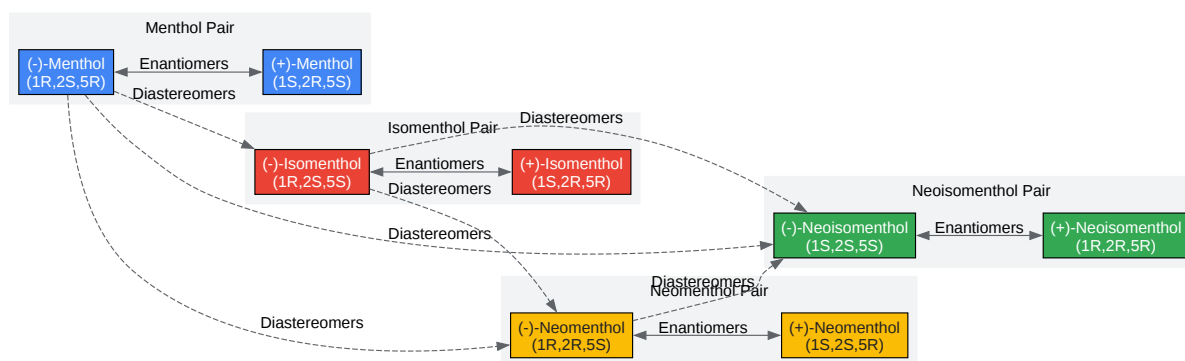 Menthol Pair
(-)-Menthol
(1R,2S,5R)
Enantiomers
(+)-Menthol
(1S,2R,5S)
Diastereomers
Diastereomers
Isomenthol Pair
(-)-Isomenthol
(1R,2S,5S)
Enantiomers
(+)-Isomenthol
(1S,2R,5R)
Diastereomers
Neoisomenthol Pair
(-)-Neoisomenthol
(1S,2S,5S)
Enantiomers
(+)-Neoisomenthol
(1R,2R,5R)
Diastereomers
Diastereomers
Neomenthol Pair
Diastereomers
(-)-Neomenthol
(1R,2R,5S)
Enantiomers
(+)-Neomenthol
(1S,2S,5R)